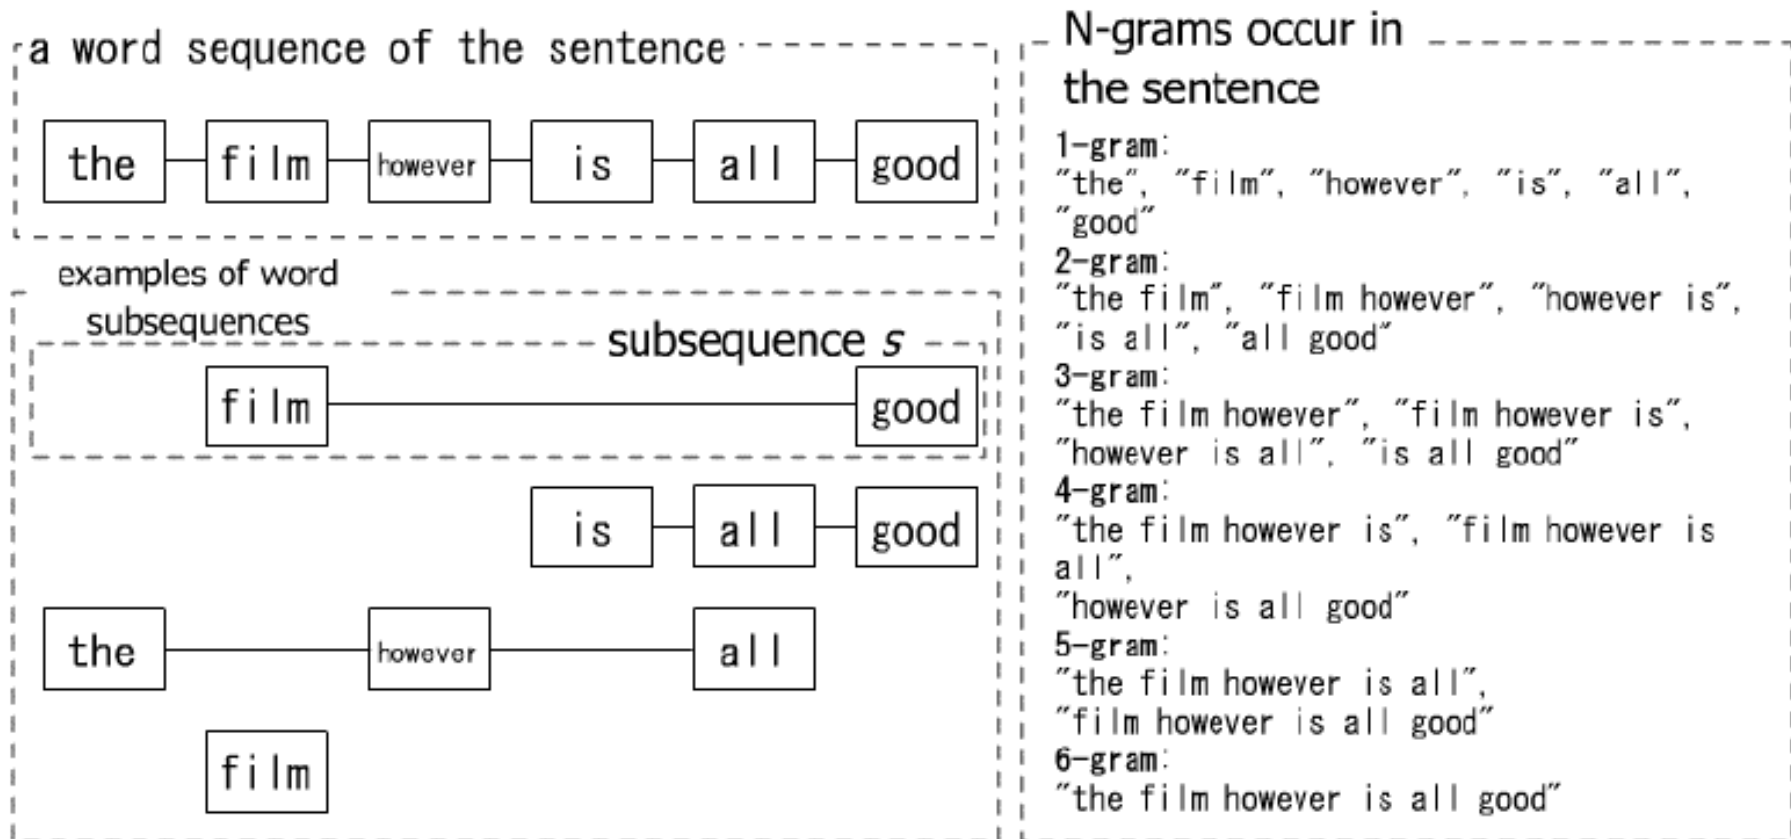 a word sequence of the sentence
the film however is all good
examples of word
subsequences
subsequence s
film good
is all good
the however all
film
N-grams occur in
the sentence
1-gram:
"the", "film", "however", "is", "all",
"good"
2-gram:
"the film", "film however", "however is",
"is all", "all good"
3-gram:
"the film however", "film however is",
"however is all", "is all good"
4-gram:
"the film however is", "film however is
all",
"however is all good"
5-gram:
"the film however is all",
"film however is all good"
6-gram:
"the film however is all good"